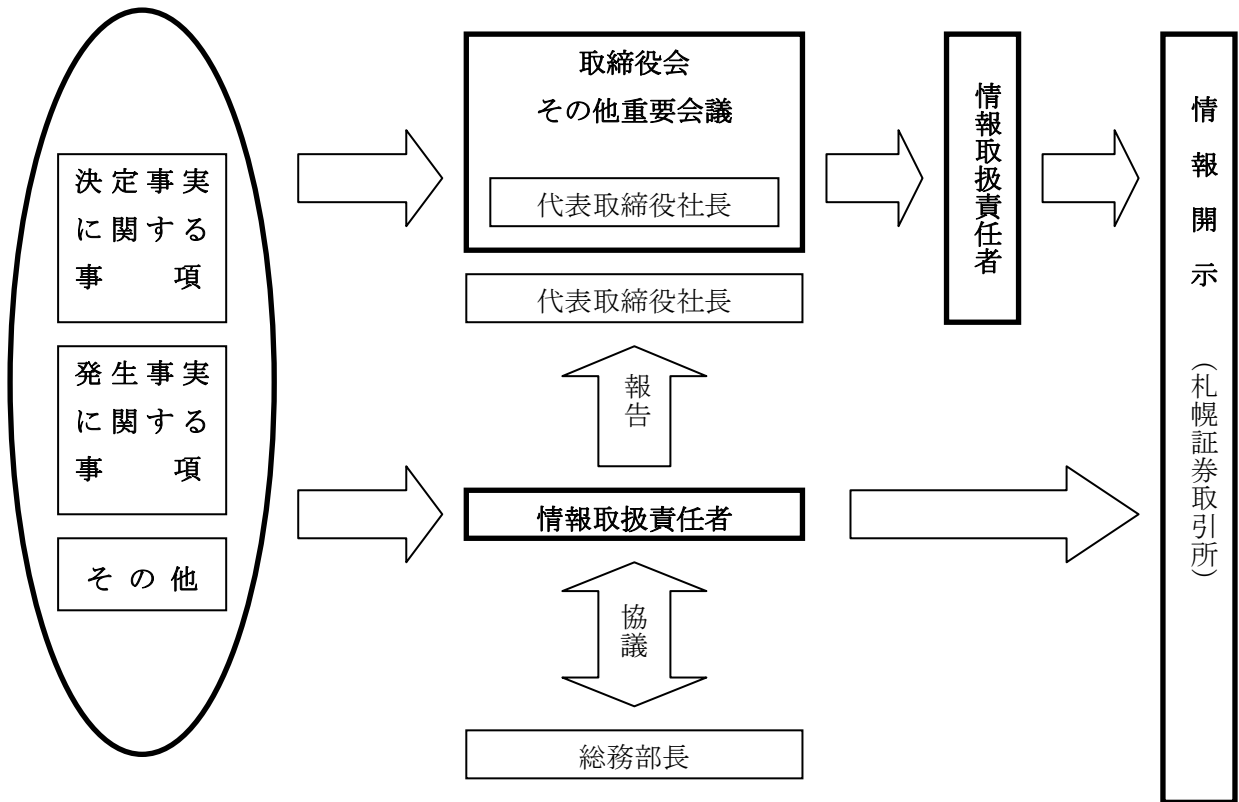 決定事実
に関する
事項
発生事実
に関する
事項
その他
取締役会
その他重要会議
代表取締役社長
代表取締役社長
報告
情報取扱責任者
協議
総務部長
情報取扱責任者
情報開示（札幌証券取引所）